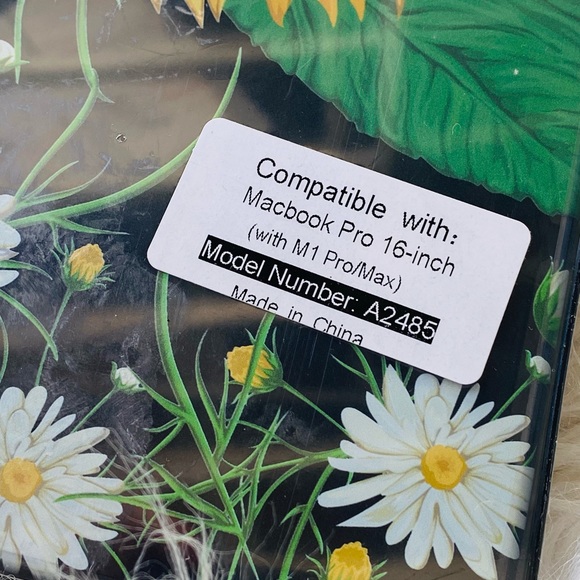 Compatible with:
Macbook Pro 16-inch
(with M1 Pro/Max)
Model Number: A2485
Made in China